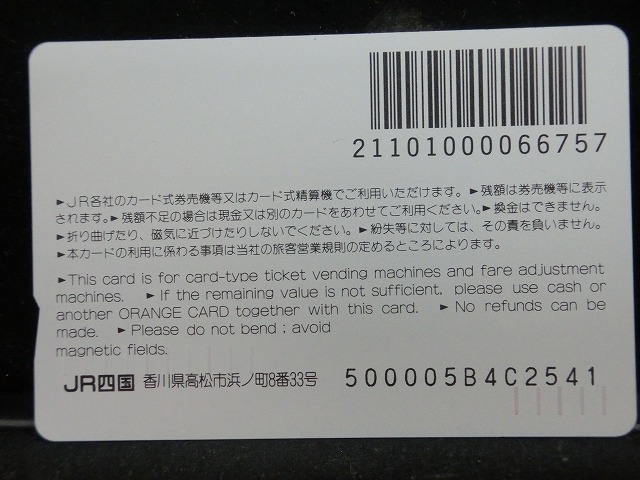 21101000066757
►JR各社のカード式券売機等又はカード式精算機でご利用いただけます。►残額は券売機等に表示
されます。►残額不足の場合は現金又は別のカードをあわせてご利用ください。►換金はできません。
►折り曲げたり、磁気に近づけたりしないでください。►紛失等に対しては、その責を負いません。
►本カードの利用に係わる事項は当社の旅客営業規則の定めるところによります。
►This card is for card-type ticket vending machines and fare adjustment
machines. ►If the remaining value is not sufficient, please use cash or
another ORANGE CARD together with this card. ►No refunds can be
made. ►Please do not bend ; avoid
magnetic fields.
JR四国 香川県高松市浜ノ町8番33号 500005B4C2541